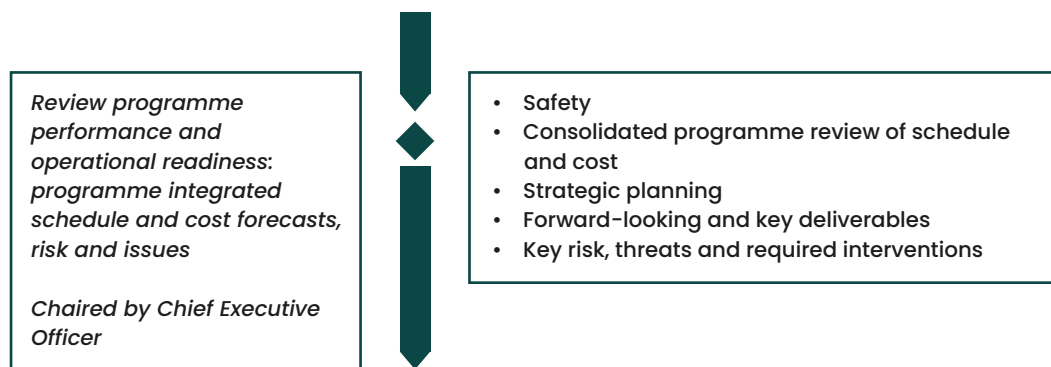 Review programme
performance and
operational readiness:
programme integrated
schedule and cost forecasts,
risk and issues
Chaired by Chief Executive
Officer
• Safety
• Consolidated programme review of schedule
and cost
• Strategic planning
• Forward-looking and key deliverables
• Key risk, threats and required interventions